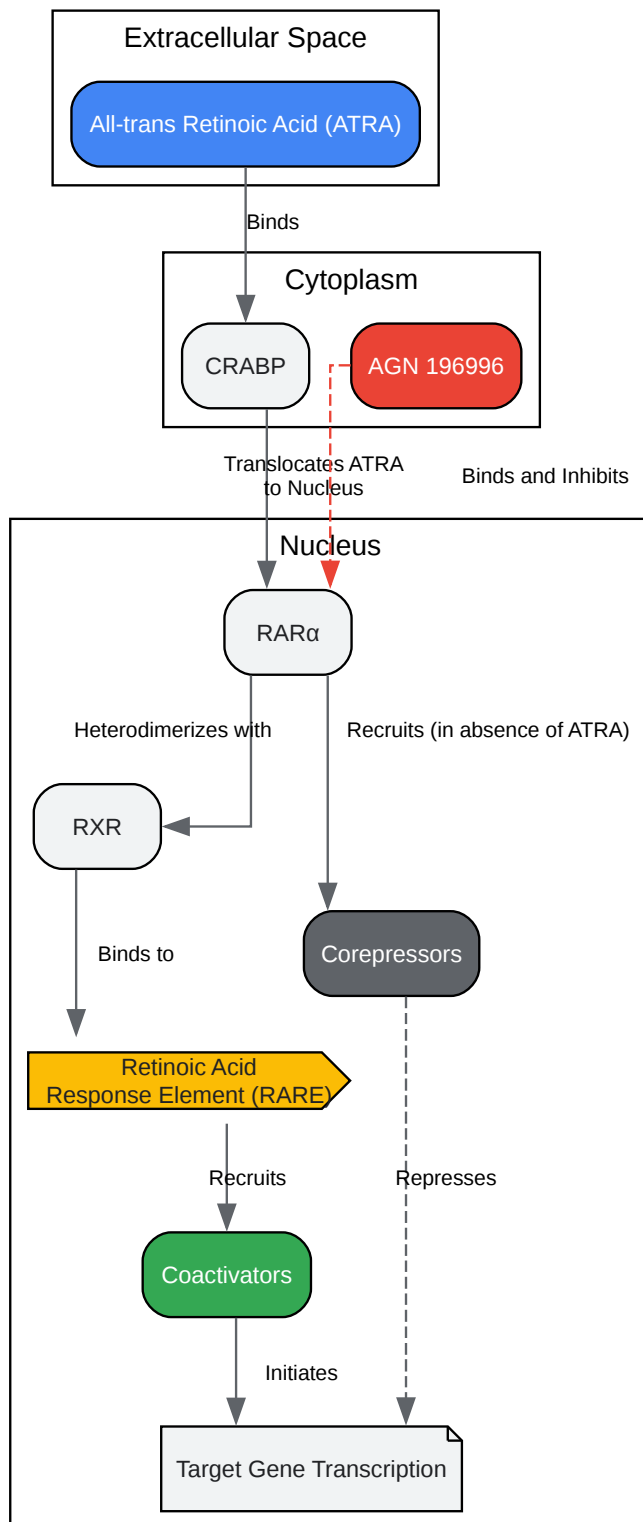 Extracellular Space
All-trans Retinoic Acid (ATRA)
Binds
Cytoplasm
CRABP
AGN 196996
Translocates ATRA
to Nucleus
Binds and Inhibits
Nucleus
RARα
Heterodimerizes with
Recruits (in absence of ATRA)
RXR
Binds to
Corepressors
Retinoic Acid
Response Element (RARE)
Recruits
Represses
Coactivators
Initiates
Target Gene Transcription